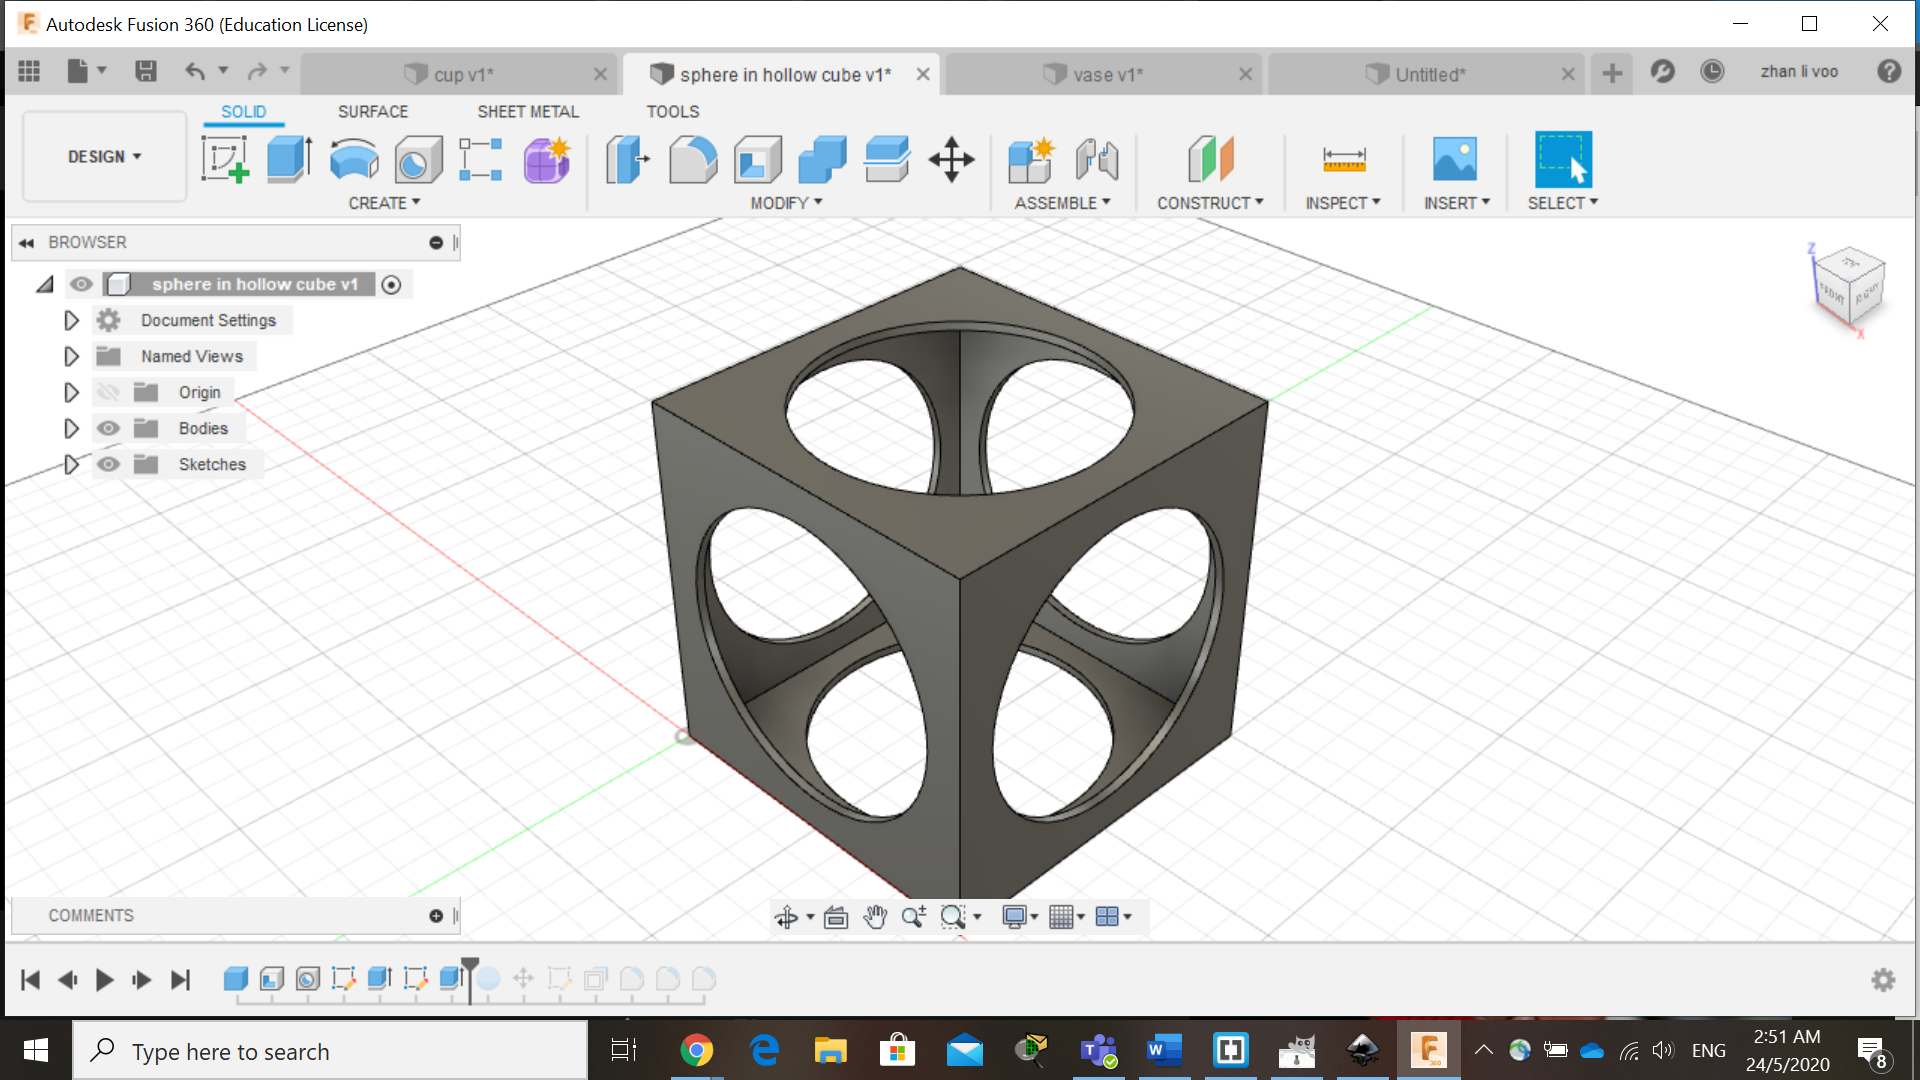 Autodesk Fusion 360 (Education License)
cup v1*
sphere in hollow cube v1*
vase v1*
Untitled*
zhan li voo
SOLID
SURFACE
SHEET METAL
TOOLS
DESIGN
CREATE
MODIFY
ASSEMBLE
CONSTRUCT
INSPECT
INSERT
SELECT
BROWSER
sphere in hollow cube v1
Document Settings
Named Views
Origin
Bodies
Sketches
Z
FRONT
RIGHT
X
COMMENTS
Type here to search
ENG
2:51 AM
24/5/2020
8